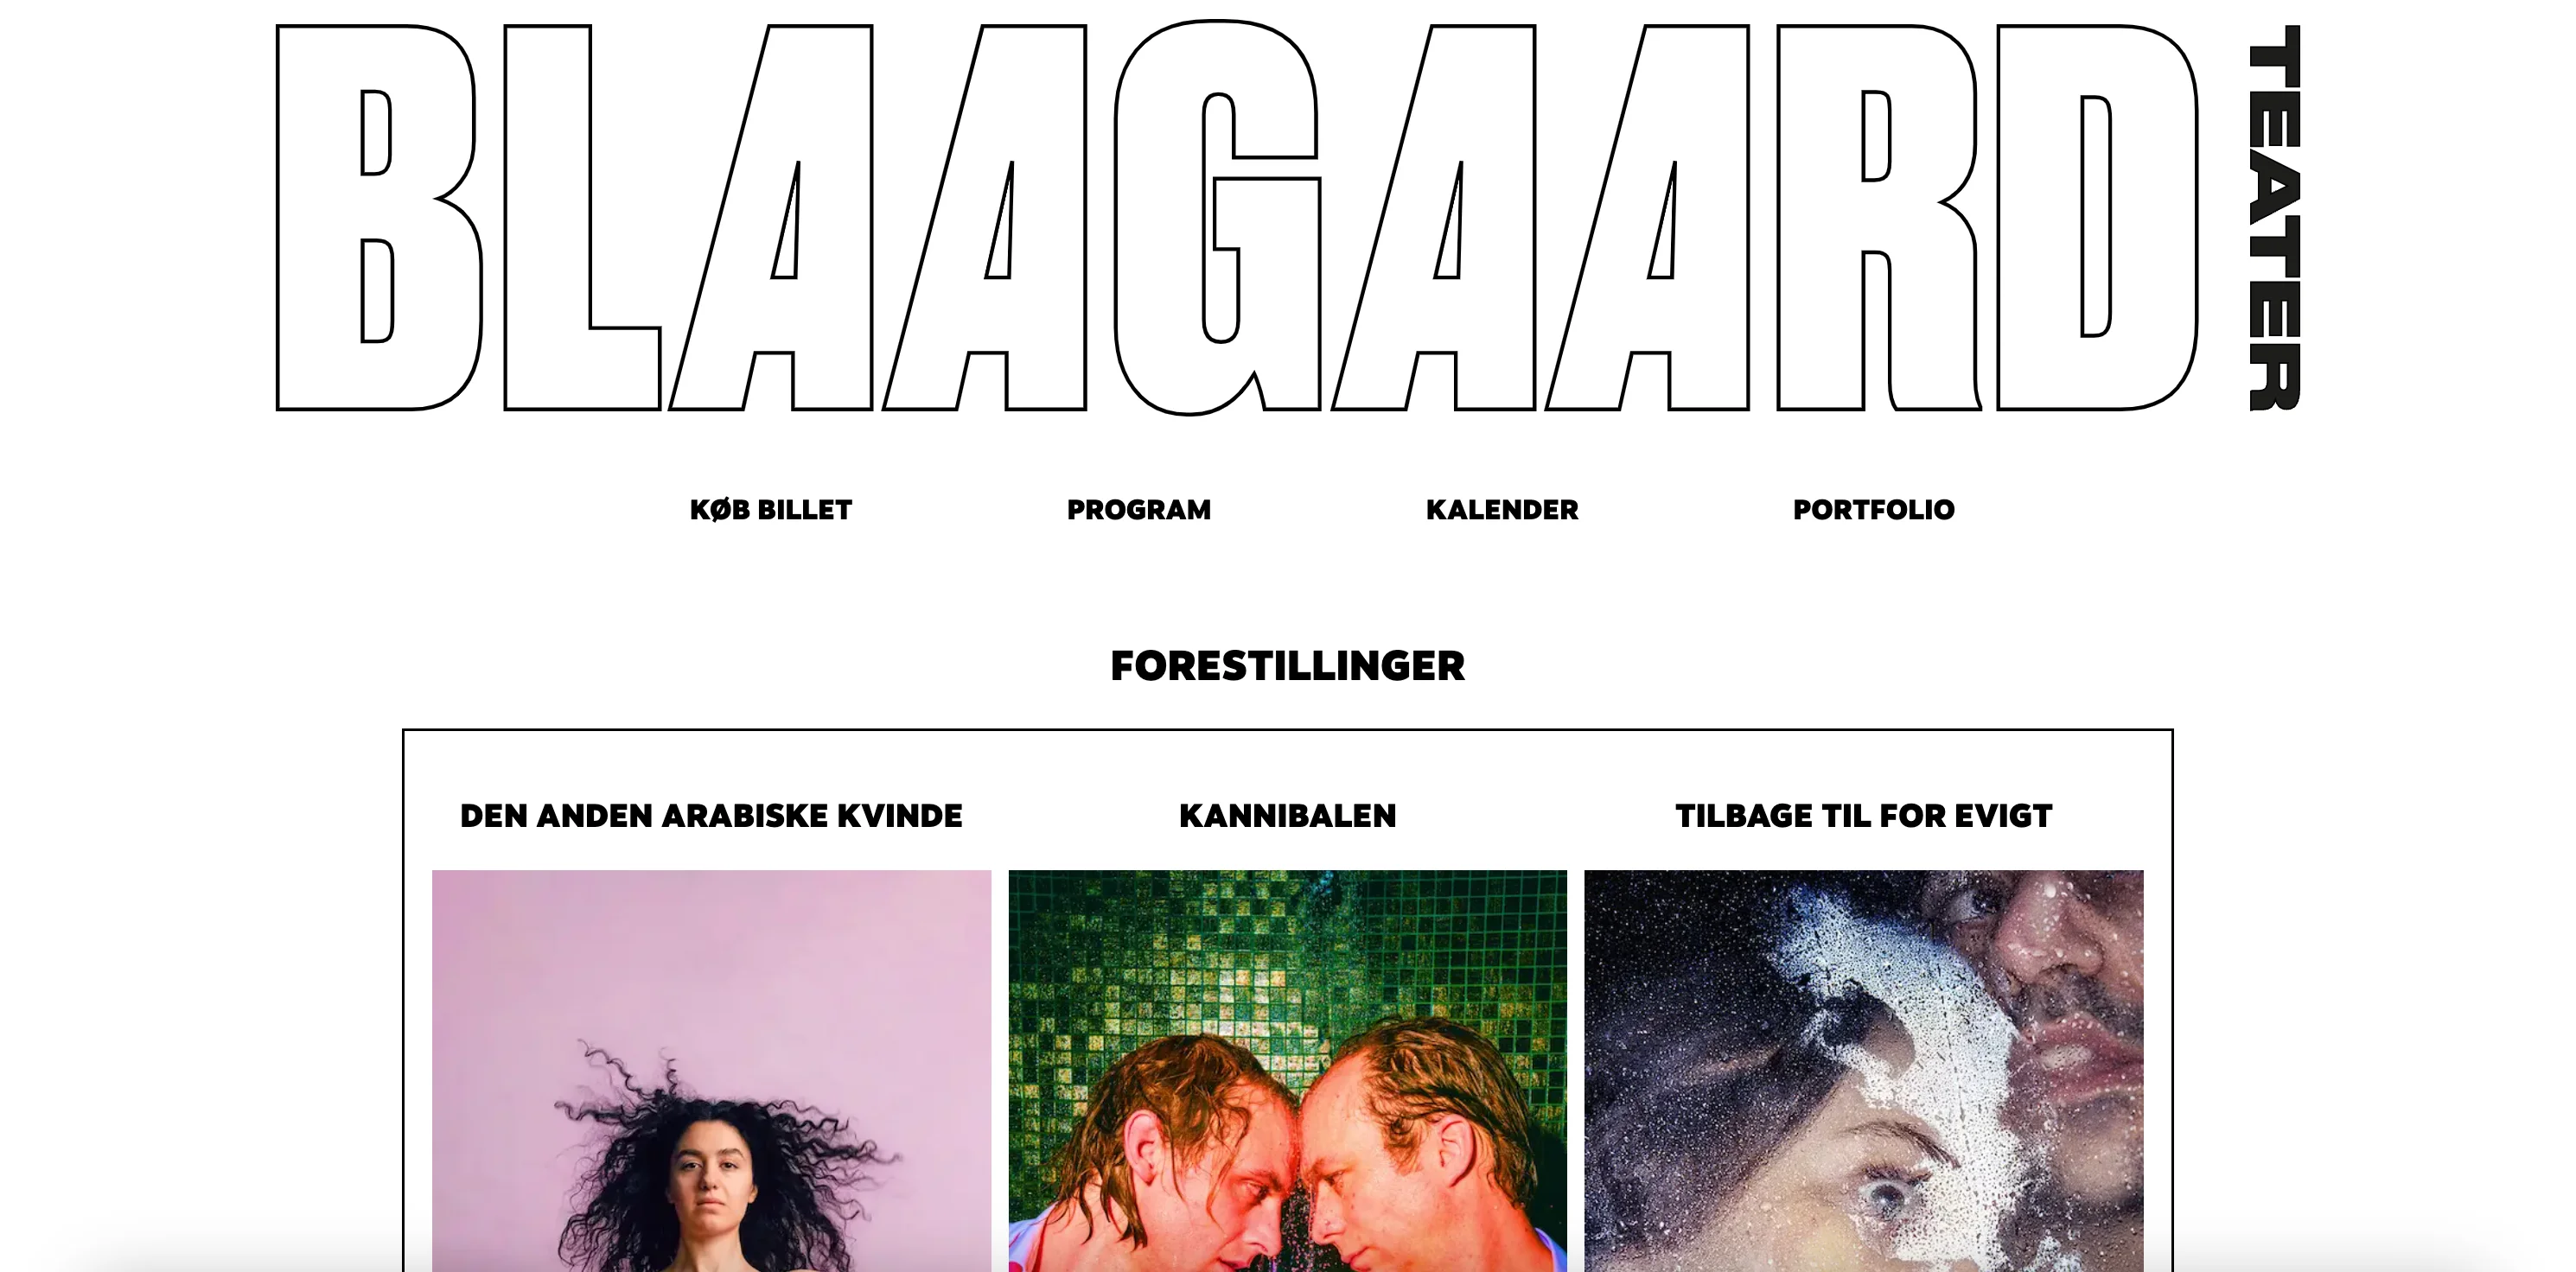 BLAAGAARD
TEATER
KØB BILLET
PROGRAM
KALENDER
PORTFOLIO
FORESTILLINGER
DEN ANDEN ARABISKE KVINDE
KANNIBALEN
TILBAGE TIL FOR EVIGT